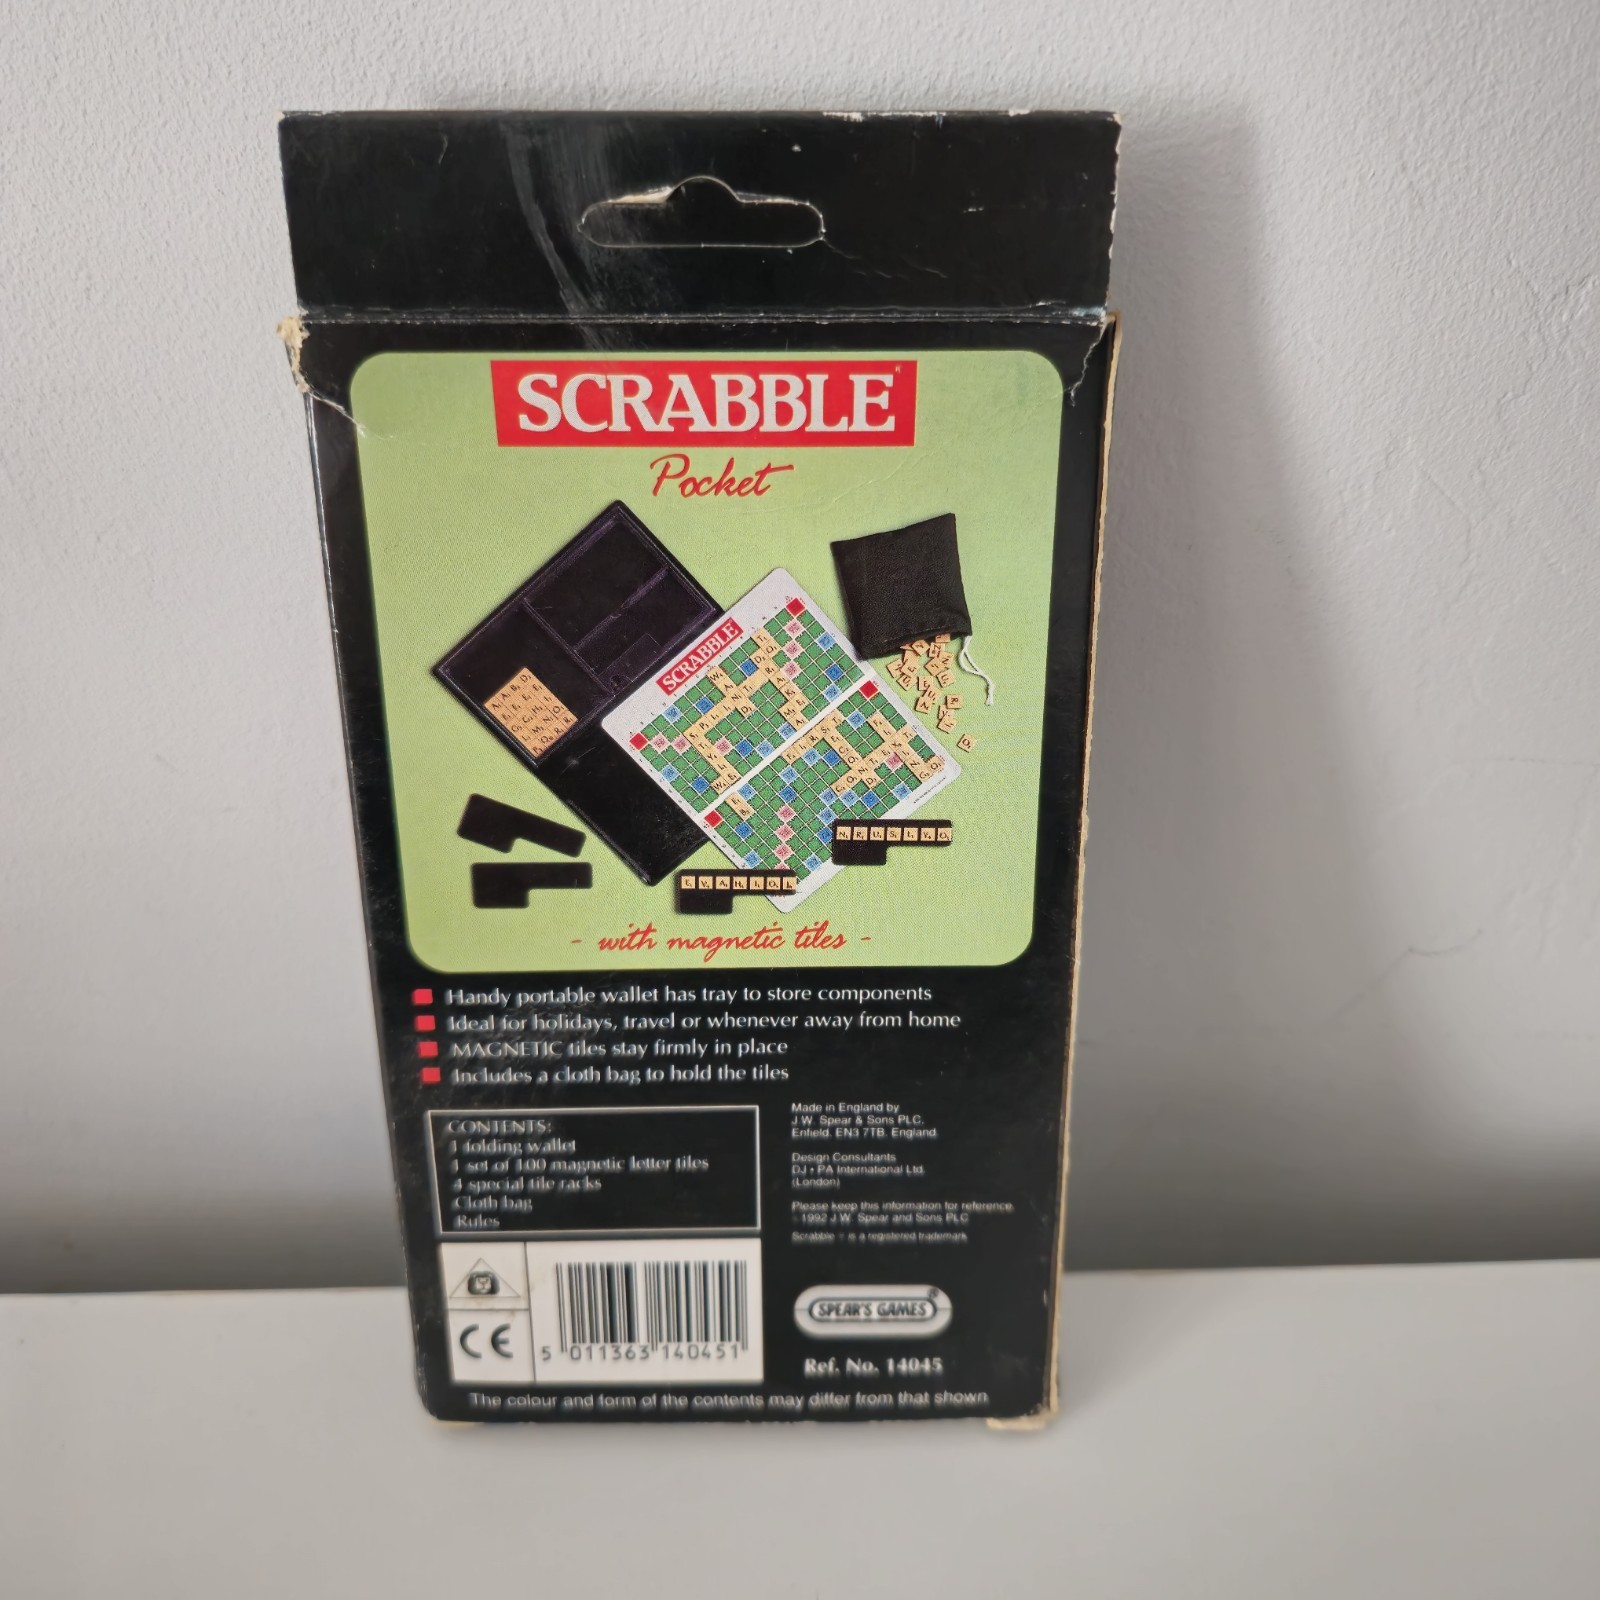 SCRABBLE
Pocket
SCRABBLE
- with magnetic tiles -
Handy portable wallet has tray to store components
Ideal for holidays, travel or whenever away from home
MAGNETIC tiles stay firmly in place
Includes a cloth bag to hold the tiles
CONTENTS:
1 folding wallet
1 set of 100 magnetic letter tiles
4 special tile racks
Cloth bag
Rules
Made in England by
J.W. Spear & Sons PLC.
Enfield. EN3 7TB. England
Design Consultants
DJ • PA International Ltd.
(London)
Please keep this information for reference
1992 J.W. Spear and Sons PLC
Scrabble ® is a registered trademark
CE
5 011363 140451
SPEAR'S GAMES®
Ref. No. 14045
The colour and form of the contents may differ from that shown